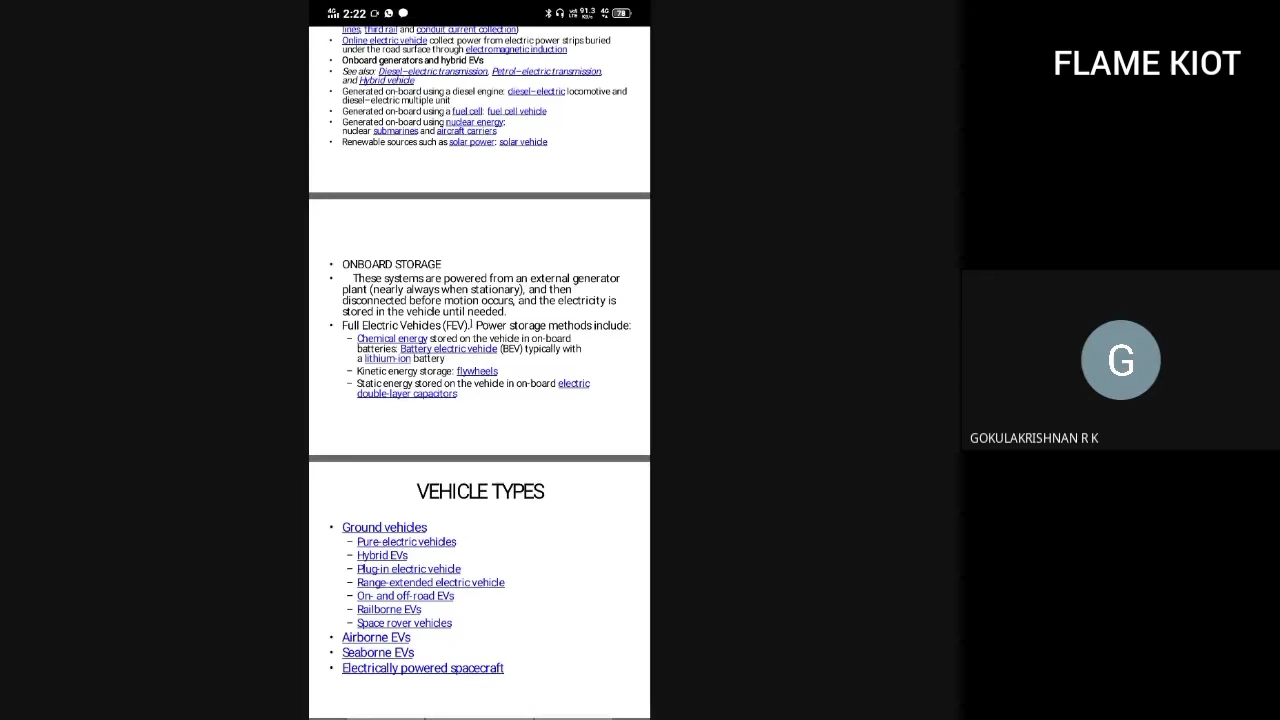 2:22
91.3
78
FLAME KIOT
lines, third rail and conduit current collection)
• Online electric vehicle collect power from electric power strips buried
under the road surface through electromagnetic induction
• Onboard generators and hybrid EVs
• See also: Diesel–electric transmission, Petrol–electric transmission,
and Hybrid vehicle
• Generated on-board using a diesel engine: diesel–electric locomotive and
diesel–electric multiple unit
• Generated on-board using a fuel cell: fuel cell vehicle
• Generated on-board using nuclear energy:
nuclear submarines and aircraft carriers
• Renewable sources such as solar power: solar vehicle
• ONBOARD STORAGE
• These systems are powered from an external generator
plant (nearly always when stationary), and then
disconnected before motion occurs, and the electricity is
stored in the vehicle until needed.
• Full Electric Vehicles (FEV).] Power storage methods include:
– Chemical energy stored on the vehicle in on-board
batteries: Battery electric vehicle (BEV) typically with
a lithium-ion battery
– Kinetic energy storage: flywheels
– Static energy stored on the vehicle in on-board electric
double-layer capacitors
VEHICLE TYPES
• Ground vehicles
– Pure-electric vehicles
– Hybrid EVs
– Plug-in electric vehicle
– Range-extended electric vehicle
– On- and off-road EVs
– Railborne EVs
– Space rover vehicles
• Airborne EVs
• Seaborne EVs
• Electrically powered spacecraft
G
GOKULAKRISHNAN R K